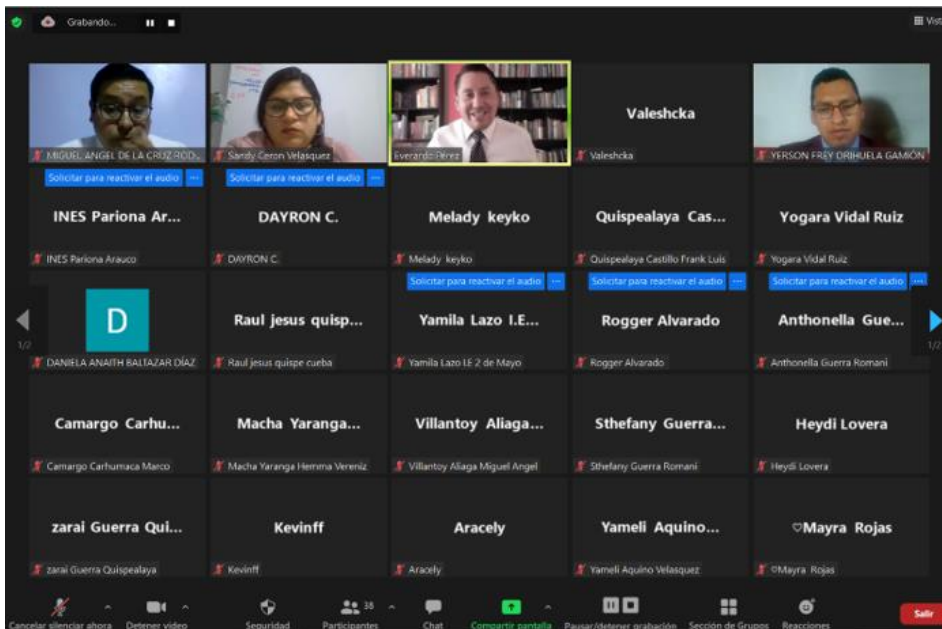 Grabando...
Vist
MIGUEL ANGEL DE LA CRUZ ROD...
Sandy Ceron Velasquez
Everardo Pérez
Valeshcka
Valeshcka
YERSON FREY ORIHUELA GAMIÓN
Solicitar para reactivar el audio ...
Solicitar para reactivar el audio ...
INES Pariona Ar...
DAYRON C.
Melady keyko
Quispealaya Cas...
Yogara Vidal Ruiz
INES Pariona Arauco
DAYRON C.
Melady keyko
Quispealaya Castillo Frank Luis
Yogara Vidal Ruiz
Solicitar para reactivar el audio ...
Solicitar para reactivar el audio ...
Solicitar para reactivar el audio ...
D
Raul jesus quisp...
Yamila Lazo I.E...
Rogger Alvarado
Anthonella Gue...
1/2
1/2
DANIELA ANAITH BALTAZAR DÍAZ
Raul jesus quispe cueba
Yamila Lazo I.E 2 de Mayo
Rogger Alvarado
Anthonella Guerra Romani
Camargo Carhu...
Macha Yaranga...
Villantoy Aliaga...
Sthefany Guerra...
Heydi Lovera
Camargo Carhumaca Marco
Macha Yaranga Hemma Vereniz
Villantoy Aliaga Miguel Angel
Sthefany Guerra Romani
Heydi Lovera
zarai Guerra Qui...
Kevinff
Aracely
Yameli Aquino...
♡Mayra Rojas
zarai Guerra Quispealaya
Kevinff
Aracely
Yameli Aquino Velasquez
♡Mayra Rojas
38
Cancelar silenciar ahora
Detener video
Seguridad
Participantes
Chat
Compartir pantalla
Pausar/detener grabación
Sección de Grupos
Reacciones
Salir